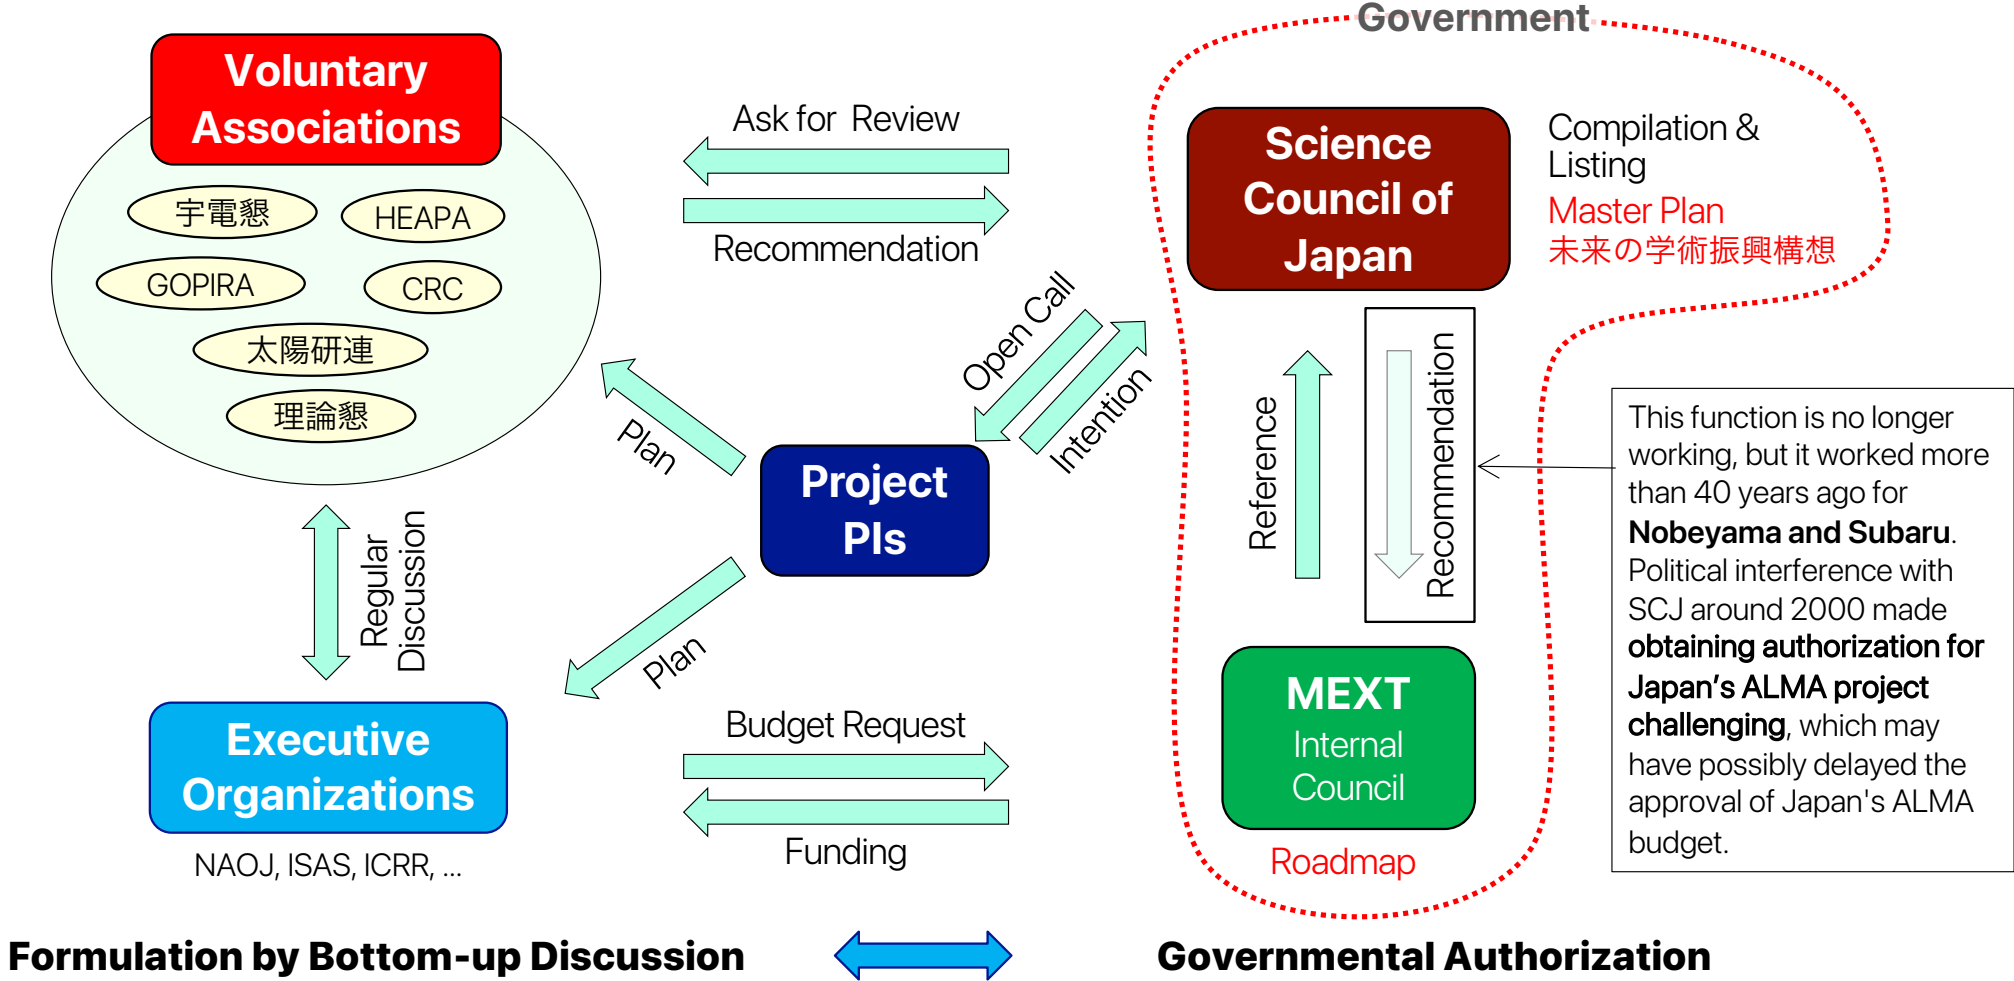 Government
Voluntary
Associations
宇電懇
HEAPA
GOPIRA
CRC
太陽研連
理論懇
Ask for Review
Recommendation
Science
Council of
Japan
Compilation &
Listing
Master Plan
未来の学術振興構想
Open Call
Intention
Plan
Project
PIs
Plan
Regular
Discussion
Reference
Recommendation
This function is no longer
working, but it worked more
than 40 years ago for
Nobeyama and Subaru.
Political interference with
SCJ around 2000 made
obtaining authorization for
Japan’s ALMA project
challenging, which may
have possibly delayed the
approval of Japan's ALMA
budget.
Executive
Organizations
NAOJ, ISAS, ICRR, ...
Budget Request
Funding
MEXT
Internal
Council
Roadmap
Formulation by Bottom-up Discussion
Governmental Authorization